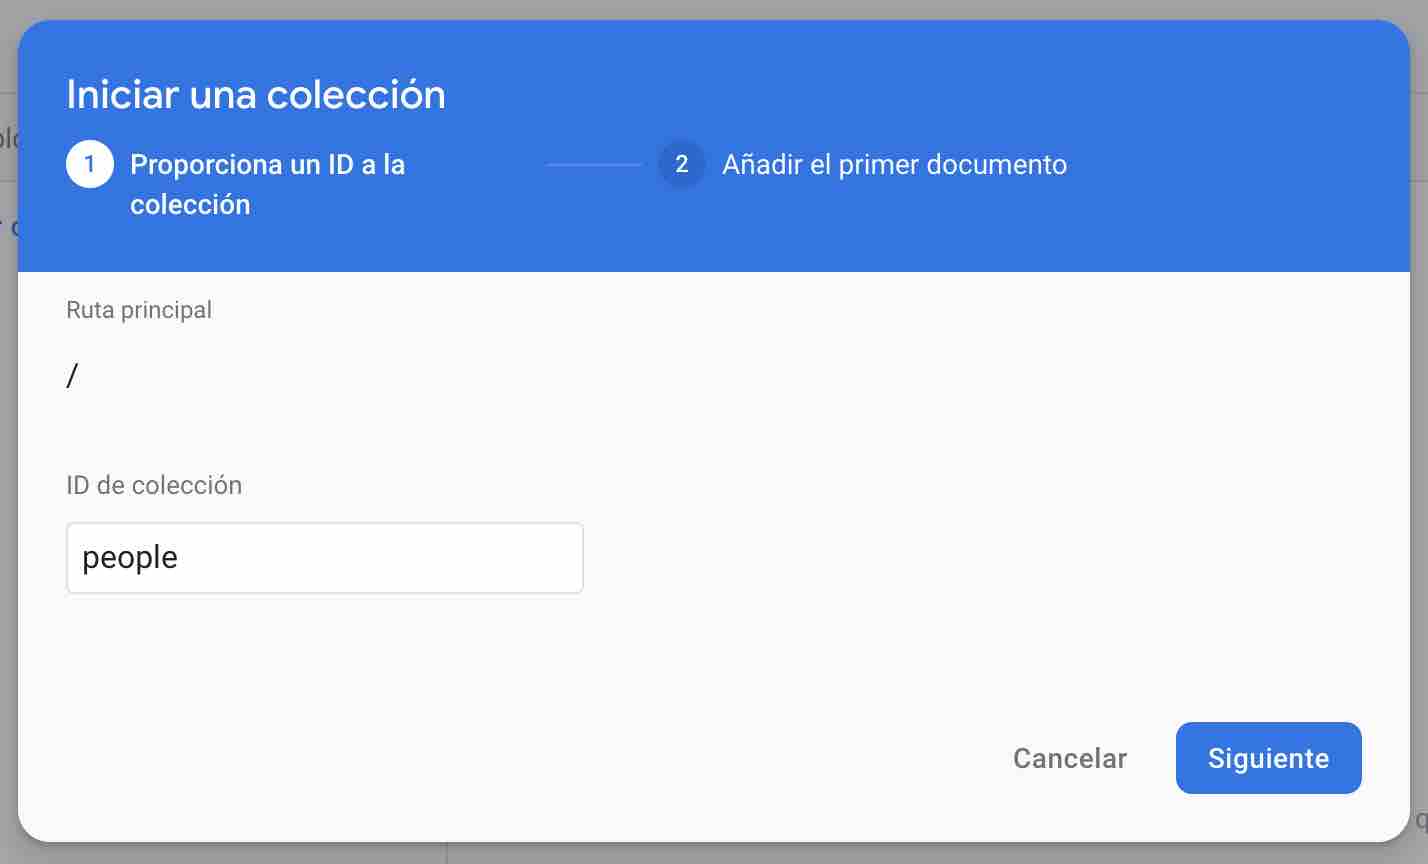 Iniciar una colección
1 Proporciona un ID a la
colección
2 Añadir el primer documento
Ruta principal
/
ID de colección
people
Cancelar
Siguiente